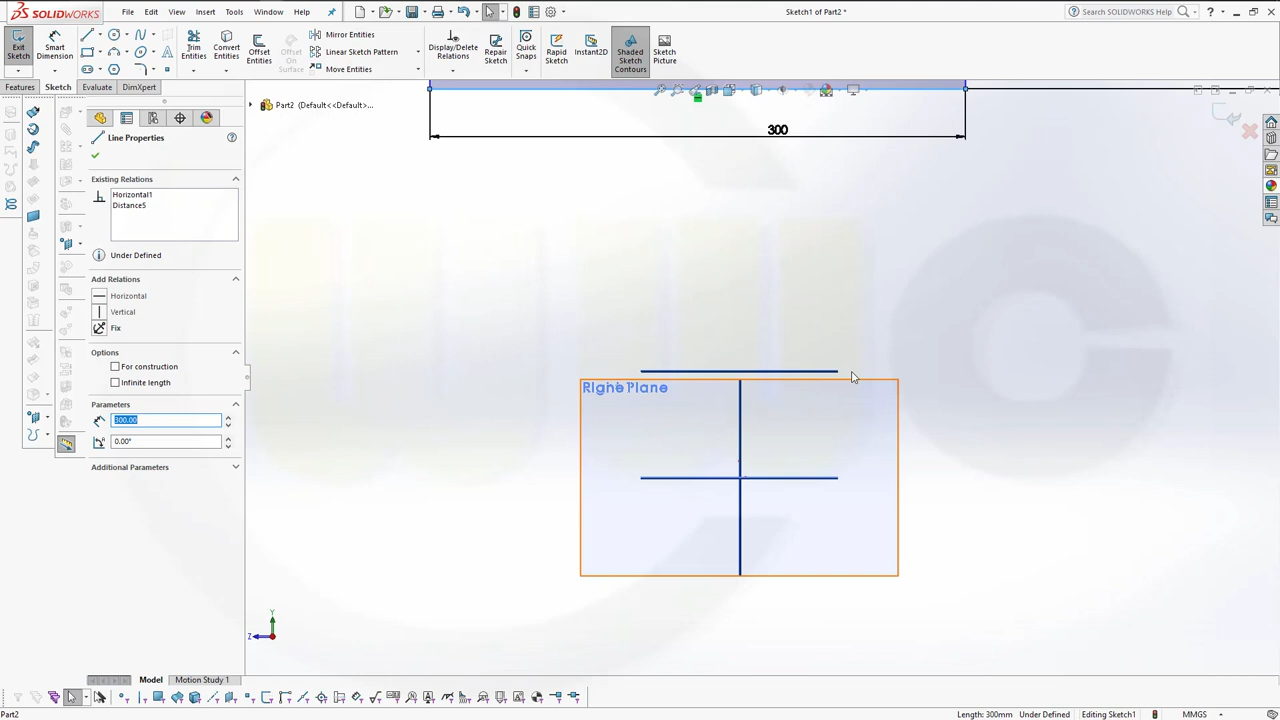 SOLIDWORKS File Edit View Insert Tools Window Help Sketch1 of Part2 * Search SOLIDWORKS Help
Exit Sketch Smart Dimension Trim Entities Convert Entities Offset Entities Offset On Surface Mirror Entities Linear Sketch Pattern Move Entities Display/Delete Relations Repair Sketch Quick Snaps Rapid Sketch Instant2D Shaded Sketch Contours Sketch Picture
Features Sketch Evaluate DimXpert
Part2 (Default<<Default>...
300
Line Properties
Existing Relations
Horizontal1
Distance5
Under Defined
Add Relations
Horizontal
Vertical
Fix
Options
For construction
Infinite length
Parameters
300.00
0.00°
Additional Parameters
Plane
Y
Z
Model Motion Study 1
Part2 Length: 300mm Under Defined Editing Sketch1 MMGS